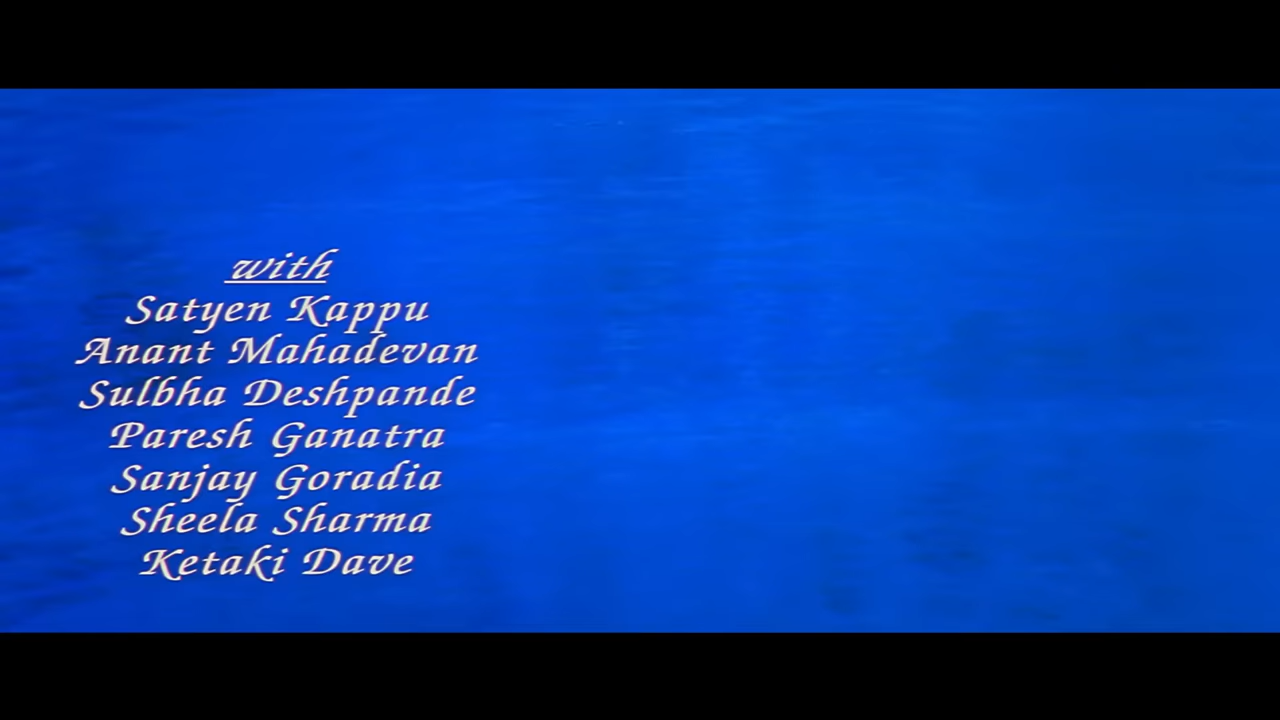 with
Satyen Kappu
Anant Mahadevan
Sulbha Deshpande
Paresh Ganatra
Sanjay Goradia
Sheela Sharma
Ketaki Dave